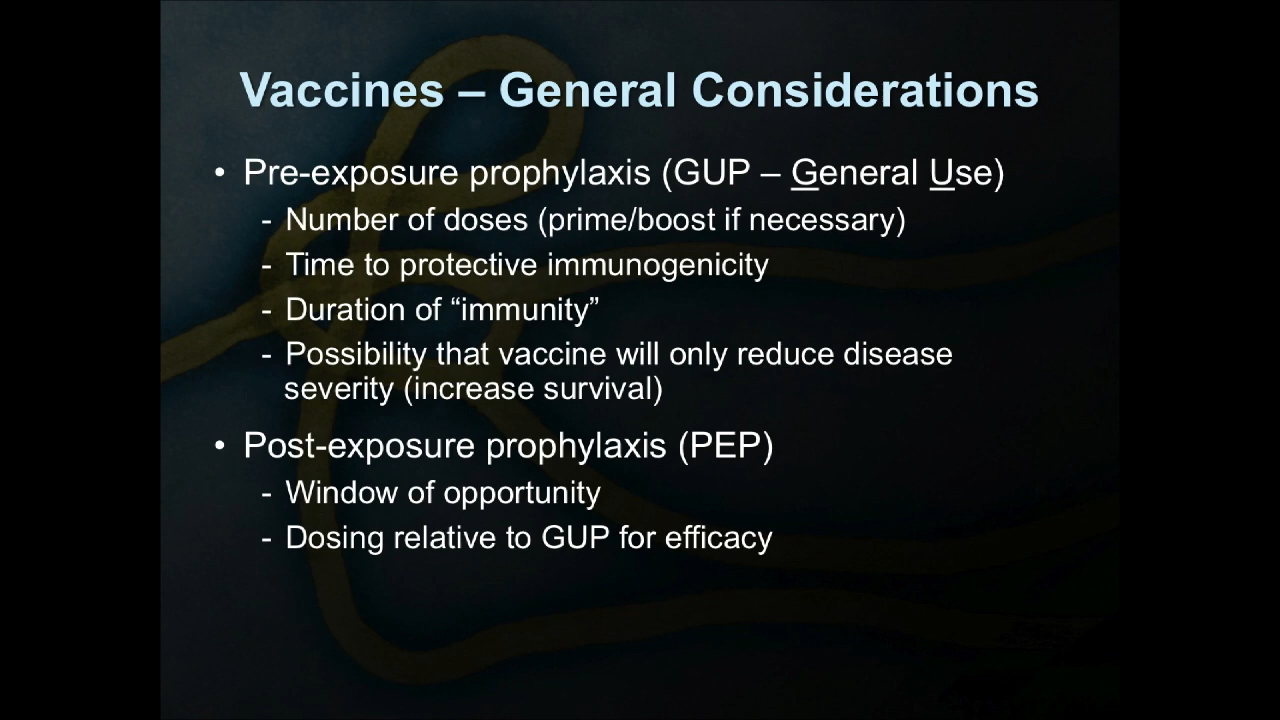 Vaccines – General Considerations
• Pre-exposure prophylaxis (GUP – General Use)
- Number of doses (prime/boost if necessary)
- Time to protective immunogenicity
- Duration of “immunity”
- Possibility that vaccine will only reduce disease
severity (increase survival)
• Post-exposure prophylaxis (PEP)
- Window of opportunity
- Dosing relative to GUP for efficacy